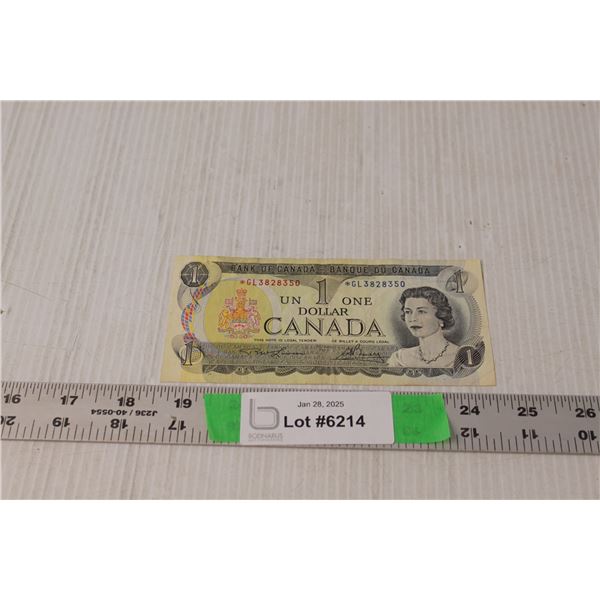 BANK OF CANADA – BANQUE DU CANADA
*GL3828350 *GL3828350
1 1
UN 1 ONE
DOLLAR
CANADA
THIS NOTE IS LEGAL TENDER CE BILLET A COURS LÉGAL
1 1
16 17 18 19 23 24 25 26
J236 / 40-0554
Jan 28, 2025
Lot #6214
b
BODNARUS
20 19 18 17 12 11 10